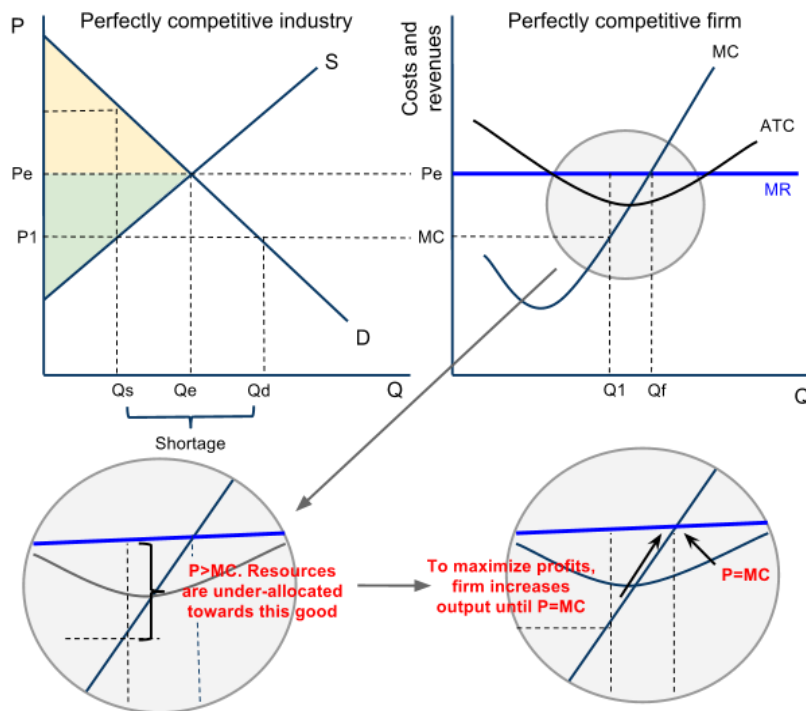 P
Perfectly competitive industry
S
Pe
P1
D
Qs
Qe
Qd
Q
Shortage
Perfectly competitive firm
Costs and
revenues
MC
ATC
Pe
MR
MC
Q1
Qf
Q
P>MC. Resources
are under-allocated
towards this good
To maximize profits,
firm increases
output until P=MC
P=MC